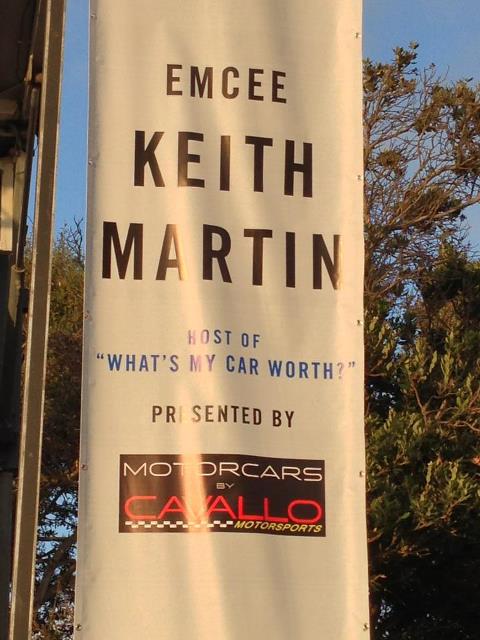 EMCEE
KEITH
MARTIN
HOST OF
"WHAT'S MY CAR WORTH?"
PRESENTED BY
MOTORCARS
BY
CAVALLO
MOTORSPORTS